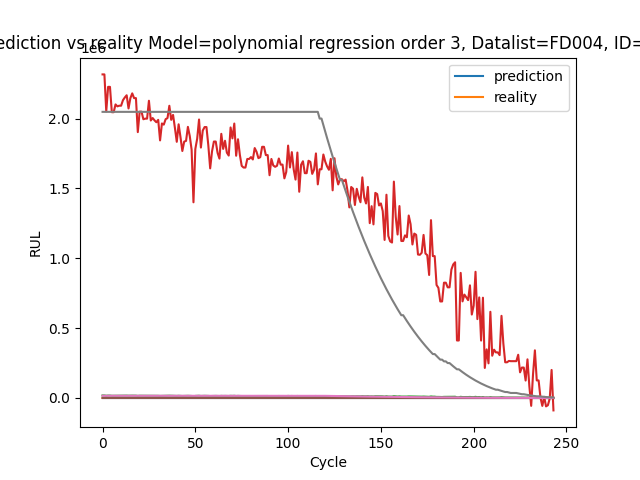 ediction vs reality Model=polynomial regression order 3, Datalist=FD004, ID=
1e6
prediction
reality
2.0
1.5
1.0
0.5
0.0
RUL
0 50 100 150 200 250
Cycle